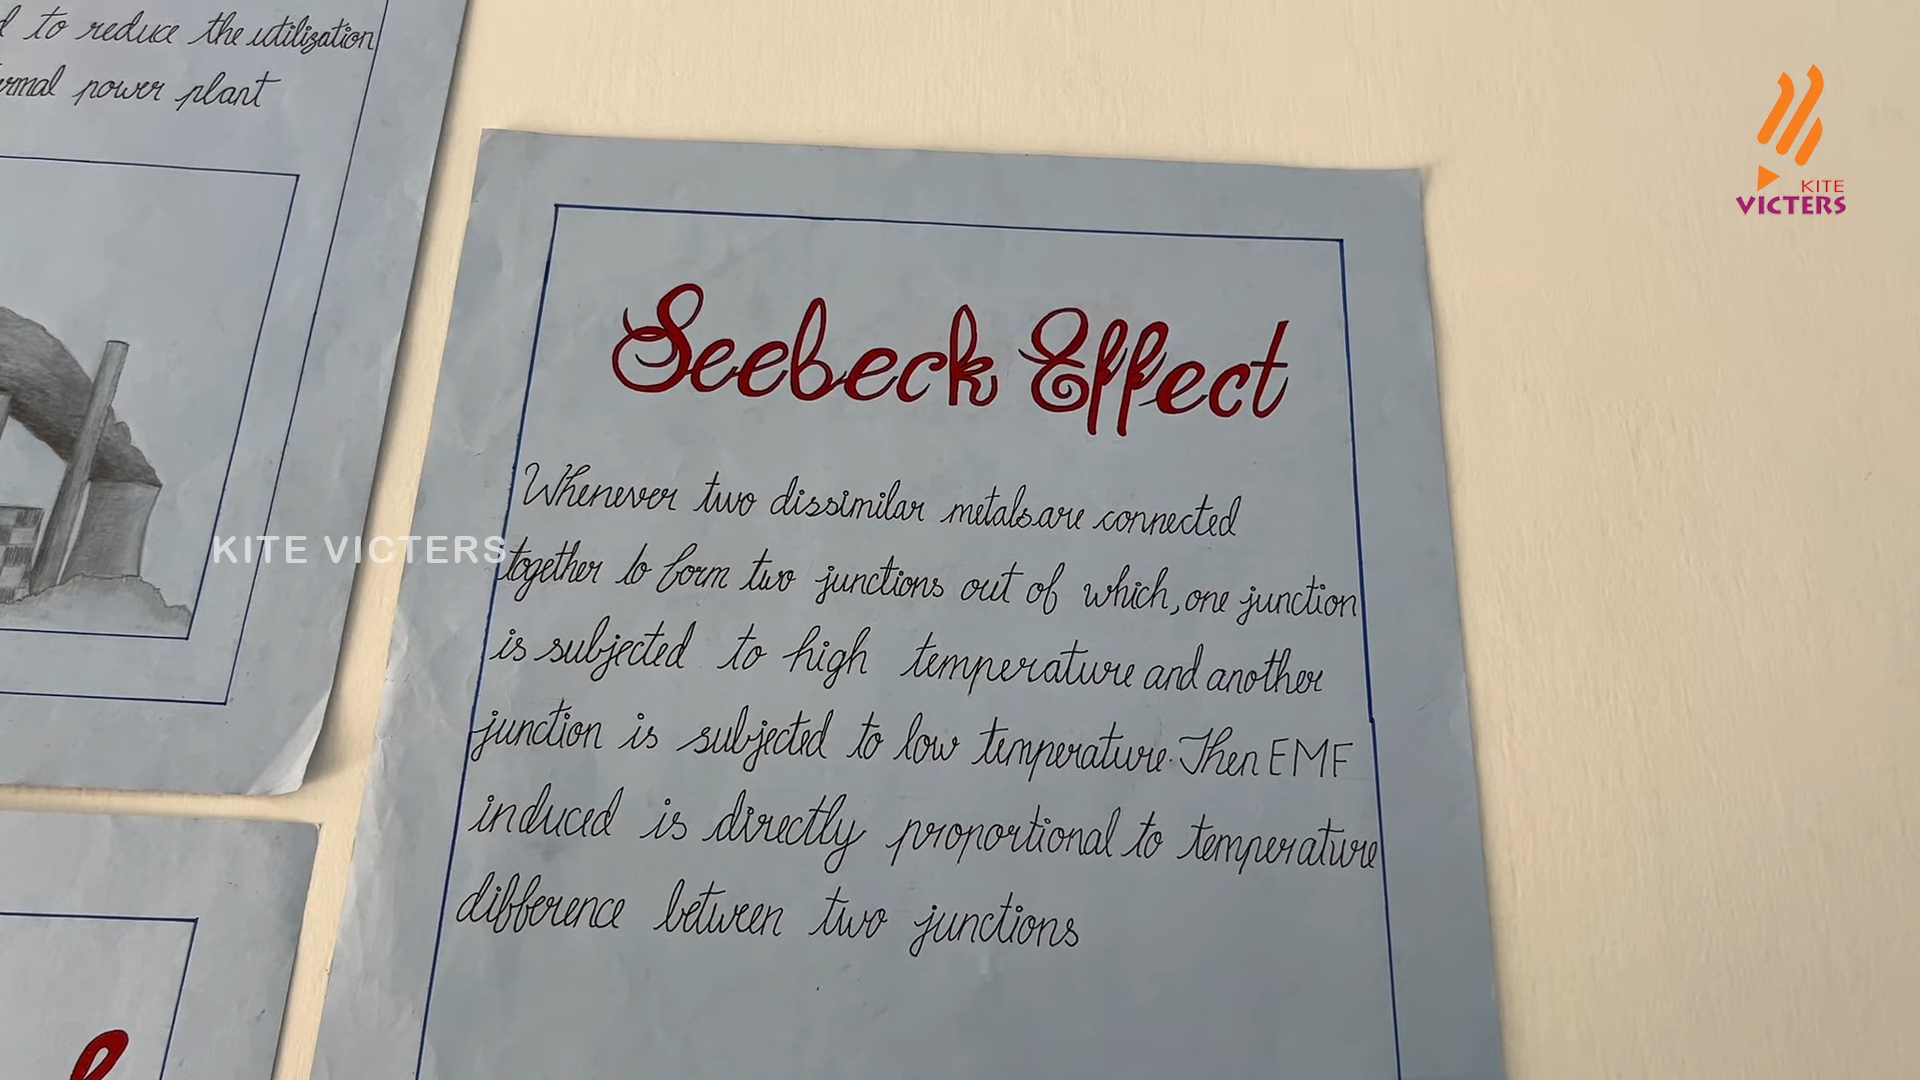 to reduce the utilization
power plant
Seebeck Effect
Whenever two dissimilar metals are connected
together to form two junctions out of which, one junction
is subjected to high temperature and another
junction is subjected to low temperature. Then EMF
induced is directly proportional to temperature
difference between two junctions
KITE VICTERS
KITE
VICTERS